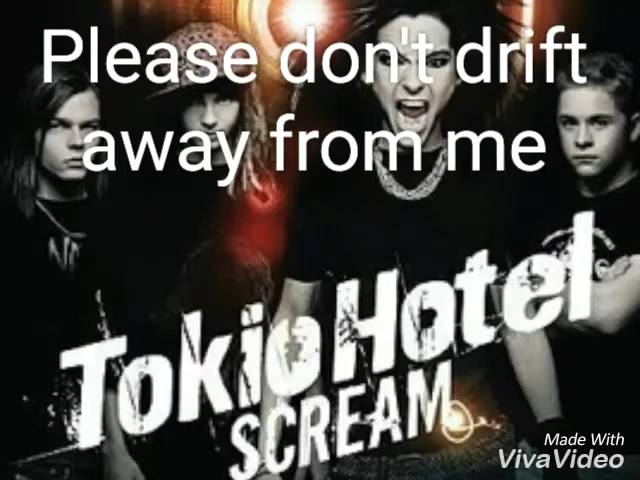 Please don't drift
away from me
Tokio Hotel
SCREAM
Made With
VivaVideo